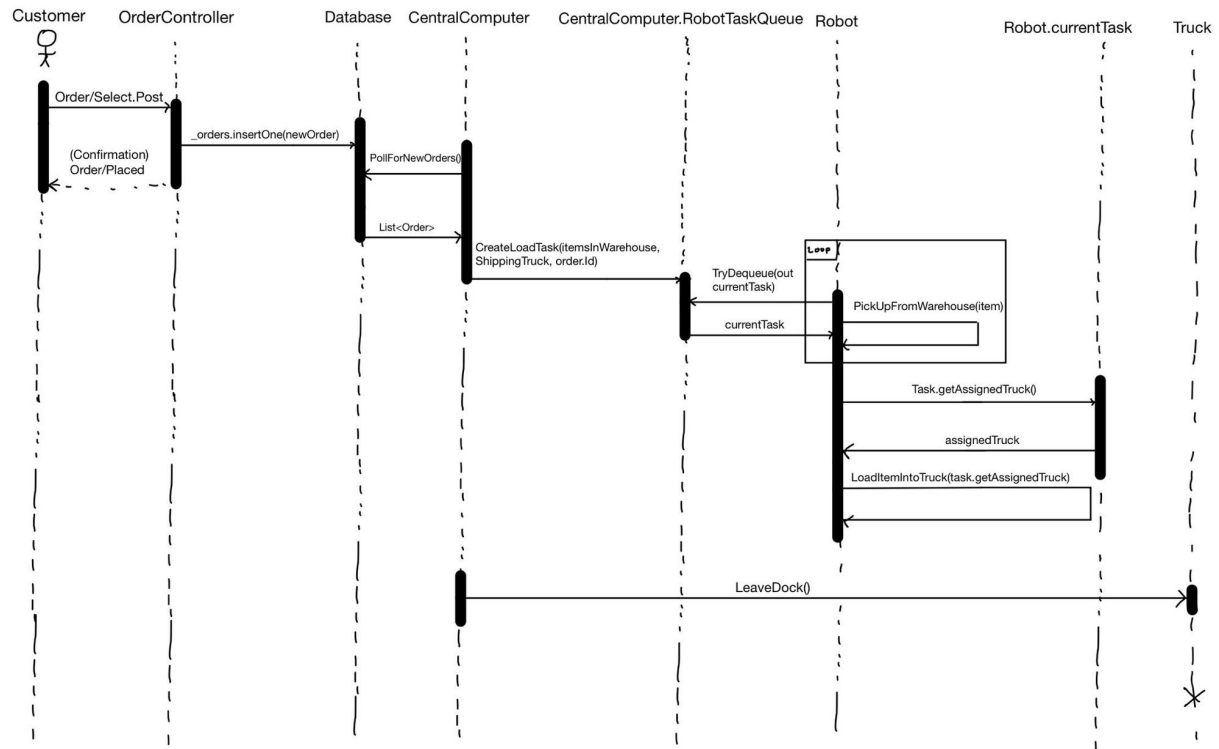 Customer
OrderController
Database
CentralComputer
CentralComputer.RobotTaskQueue
Robot
Robot.currentTask
Truck
Order/Select.Post
_orders.insertOne(newOrder)
(Confirmation)
Order/Placed
PollForNewOrders()
List<Order>
CreateLoadTask(itemsInWarehouse,
ShippingTruck, order.Id)
Loop
TryDequeue(out
currentTask)
PickUpFromWarehouse(item)
currentTask
Task.getAssignedTruck()
assignedTruck
LoadItemIntoTruck(task.getAssignedTruck)
LeaveDock()